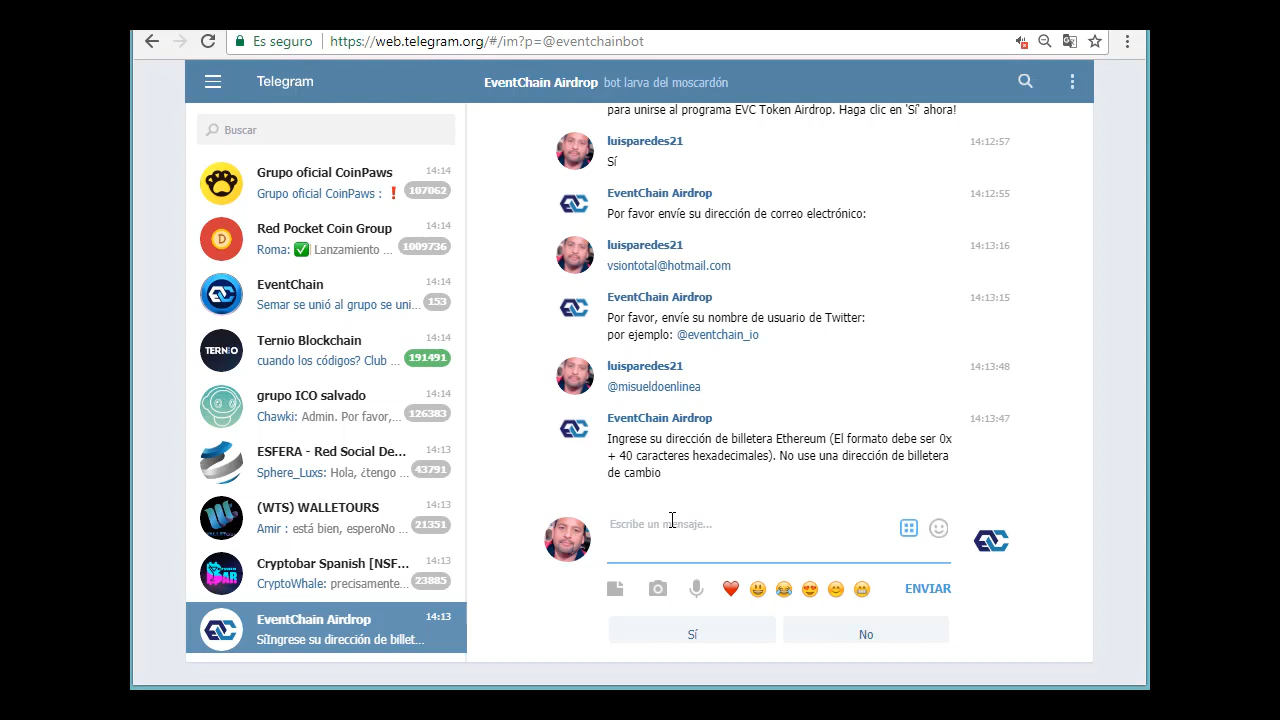 Es seguro https://web.telegram.org/#/im?p=@eventchainbot
Telegram
EventChain Airdrop bot larva del moscardón
Buscar
Grupo oficial CoinPaws 14:14
Grupo oficial CoinPaws : ❗ 107062
Red Pocket Coin Group 14:14
Roma: ✅ Lanzamiento ... 1009736
EventChain 14:14
Semar se unió al grupo se uni... 153
TERNIO
Ternio Blockchain 14:14
cuando los códigos? Club ... 191491
grupo ICO salvado 14:14
Chawki: Admin. Por favor,... 126383
ESFERA - Red Social De... 14:13
Sphere_Luxs: Hola, ¿tengo ... 43791
(WTS) WALLETOURS 14:13
Amir : está bien, esperoNo ... 21351
Cryptobar Spanish [NSF... 14:13
CryptoWhale: precisamente... 23885
EventChain Airdrop 14:13
SíIngrese su dirección de billet...
para unirse al programa EVC Token Airdrop. Haga clic en 'Sí' ahora!
luisparedes21 14:12:57
Sí
EventChain Airdrop 14:12:55
Por favor envíe su dirección de correo electrónico:
luisparedes21 14:13:16
vsiontotal@hotmail.com
EventChain Airdrop 14:13:15
Por favor, envíe su nombre de usuario de Twitter:
por ejemplo: @eventchain_io
luisparedes21 14:13:48
@misueldoenlinea
EventChain Airdrop 14:13:47
Ingrese su dirección de billetera Ethereum (El formato debe ser 0x
+ 40 caracteres hexadecimales). No use una dirección de billetera
de cambio
Escribe un mensaje...
ENVIAR
Sí No